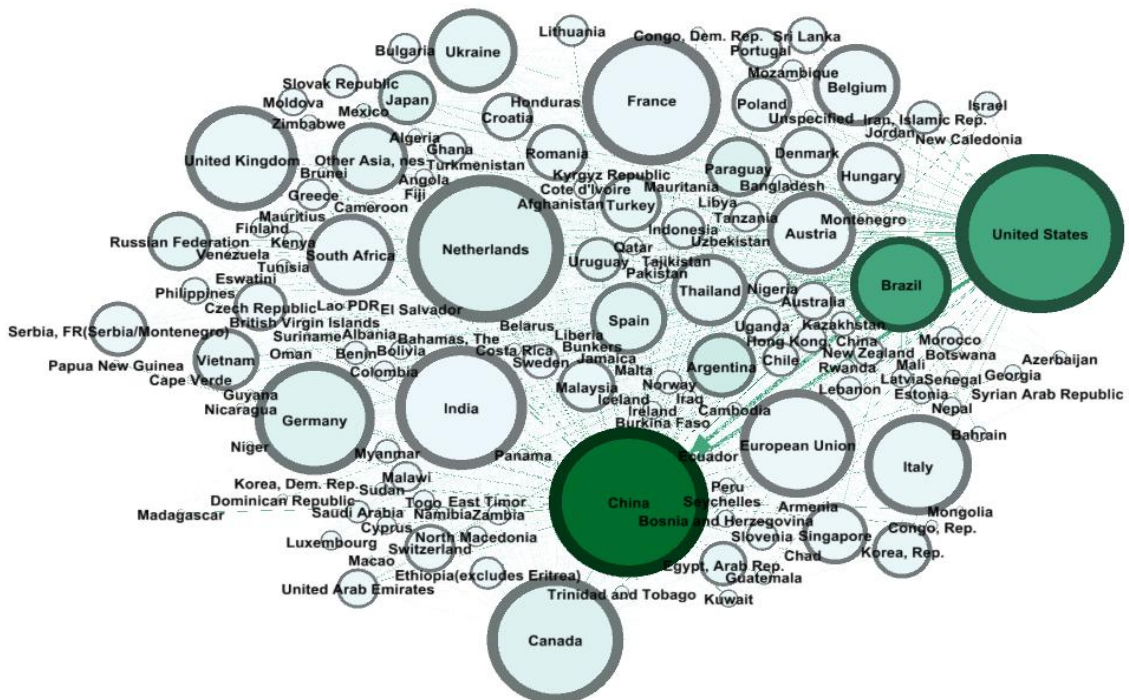 Lithuania
Congo, Dem. Rep.
Sri Lanka
Ukraine
Bulgaria
Portugal
Slovak Republic
Mozambique
Belgium
Japan
Moldova
Mexico
Honduras
France
Poland
Israel
Zimbabwe
Croatia
Unspecified
Iran, Islamic Rep.
Jordan
New Caledonia
Algeria
Ghana
United Kingdom
Other Asia, nes
Turkmenistan
Romania
Denmark
Brunei
Angola
Kyrgyz Republic
Paraguay
Hungary
Greece
Fiji
Cote d'Ivoire
Mauritania
Bangladesh
Cameroon
Afghanistan
Turkey
Libya
Mauritius
Tanzania
Montenegro
Finland
Indonesia
Austria
United States
Russian Federation
Kenya
Netherlands
Uzbekistan
Venezuela
South Africa
Qatar
Uruguay
Tajikistan
Tunisia
Pakistan
Eswatini
Brazil
Philippines
Thailand
Nigeria
Czech Republic
Lao PDR
El Salvador
Australia
British Virgin Islands
Spain
Serbia, FR(Serbia/Montenegro)
Suriname
Albania
Bahamas, The
Belarus
Liberia
Uganda
Kazakhstan
Hong Kong, China
Morocco
Oman
Benin
Bolivia
Costa Rica
Bunkers
Vietnam
Jamaica
Chile
New Zealand
Botswana
Azerbaijan
Papua New Guinea
Sweden
Malta
Argentina
Rwanda
Mali
Colombia
Cape Verde
Malaysia
Norway
Latvia
Senegal
Georgia
Guyana
Iceland
Iraq
Lebanon
Estonia
Syrian Arab Republic
Nicaragua
India
Ireland
Cambodia
Nepal
Germany
Burkina Faso
Bahrain
Niger
European Union
Myanmar
Panama
Ecuador
Italy
Korea, Dem. Rep.
Malawi
Sudan
Peru
Dominican Republic
Togo
East Timor
China
Seychelles
Armenia
Madagascar
Saudi Arabia
Namibia
Zambia
Bosnia and Herzegovina
Mongolia
Cyprus
Congo, Rep.
Luxembourg
North Macedonia
Slovenia
Singapore
Switzerland
Chad
Korea, Rep.
Macao
Egypt, Arab Rep.
Ethiopia(excludes Eritrea)
Guatemala
United Arab Emirates
Trinidad and Tobago
Kuwait
Canada